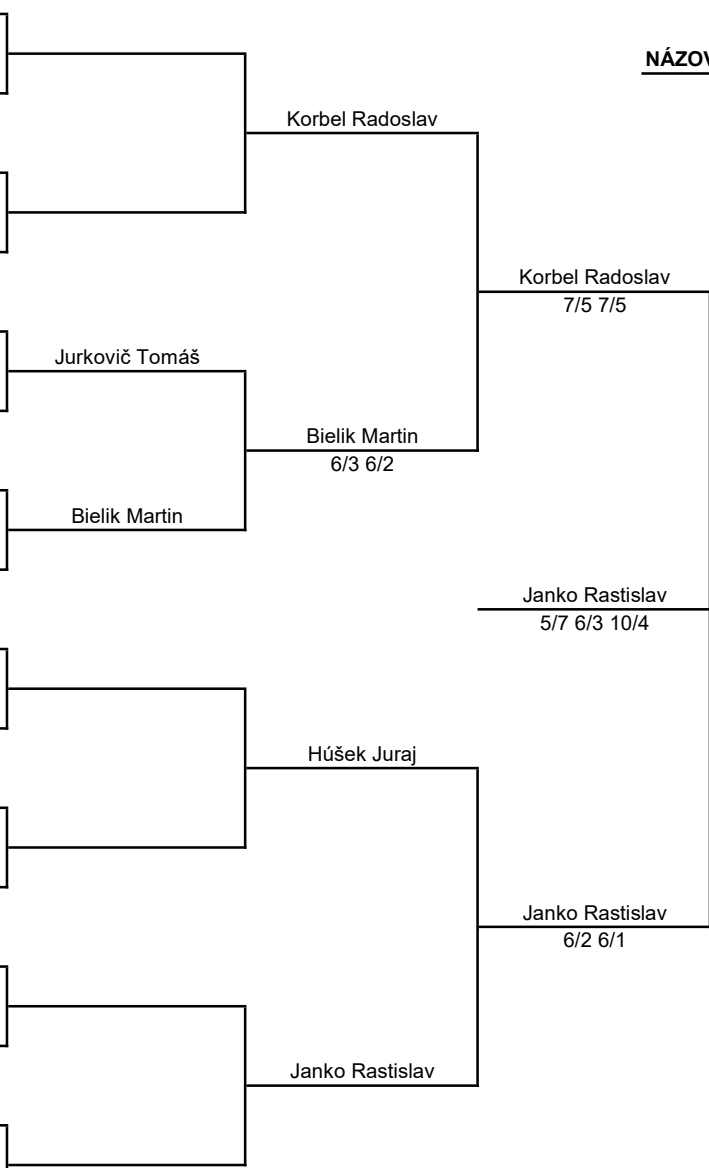 NÁZOV
Korbel Radoslav
Korbel Radoslav
7/5 7/5
Jurkovič Tomáš
Bielik Martin
6/3 6/2
Bielik Martin
Janko Rastislav
5/7 6/3 10/4
Húšek Juraj
Janko Rastislav
6/2 6/1
Janko Rastislav